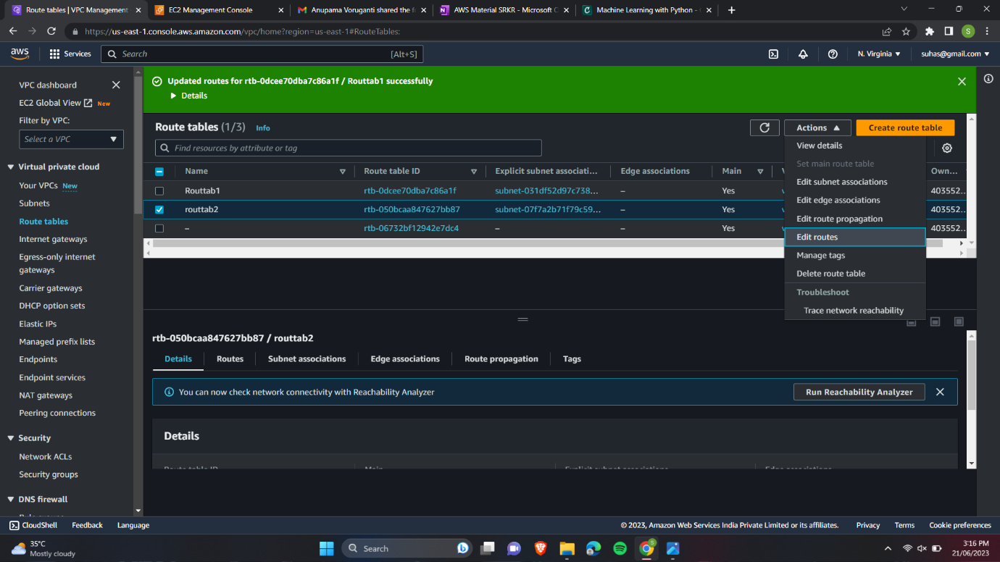 Route tables | VPC Management
EC2 Management Console
Anupama Voruganti shared the f
AWS Material SRKR - Microsoft C
Machine Learning with Python -
https://us-east-1.console.aws.amazon.com/vpc/home?region=us-east-1#RouteTables:
S
aws
Services
Search
[Alt+S]
N. Virginia
suhas@gmail.com
VPC dashboard
EC2 Global View
New
Filter by VPC:
Select a VPC
Virtual private cloud
Your VPCs New
Subnets
Route tables
Internet gateways
Egress-only internet
gateways
Carrier gateways
DHCP option sets
Elastic IPs
Managed prefix lists
Endpoints
Endpoint services
NAT gateways
Peering connections
Security
Network ACLs
Security groups
DNS firewall
Updated routes for rtb-0dcee70dba7c86a1f / Routtab1 successfully
Details
Route tables (1/3) Info
Actions
Create route table
Find resources by attribute or tag
Name Route table ID Explicit subnet associati... Edge associations Main Own...
Routtab1 rtb-0dcee70dba7c86a1f subnet-031df52d97c738... – Yes 403552...
routtab2 rtb-050bcaa847627bb87 subnet-07f7a2b71f79c59... – Yes 403552...
– rtb-06732bf12942e7dc4 – – Yes 403552...
View details
Set main route table
Edit subnet associations
Edit edge associations
Edit route propagation
Edit routes
Manage tags
Delete route table
Troubleshoot
Trace network reachability
rtb-050bcaa847627bb87 / routtab2
Details Routes Subnet associations Edge associations Route propagation Tags
You can now check network connectivity with Reachability Analyzer
Run Reachability Analyzer
Details
CloudShell Feedback Language
© 2023, Amazon Web Services India Private Limited or its affiliates. Privacy Terms Cookie preferences
35°C
Mostly cloudy
Search
3:16 PM
21/06/2023